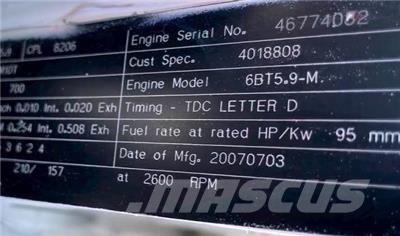 Engine Serial No. 46774032
CPL 8206
Cust Spec. 4018808
700
Engine Model 6BT5.9-M.
0.010 Int. 0.020 Exh
Timing - TDC LETTER D
0.254 Int. 0.508 Exh
Fuel rate at rated HP/Kw 95 mm
3624
Date of Mfg. 20070703
210/ 157
at 2600 RPM
MASCUS